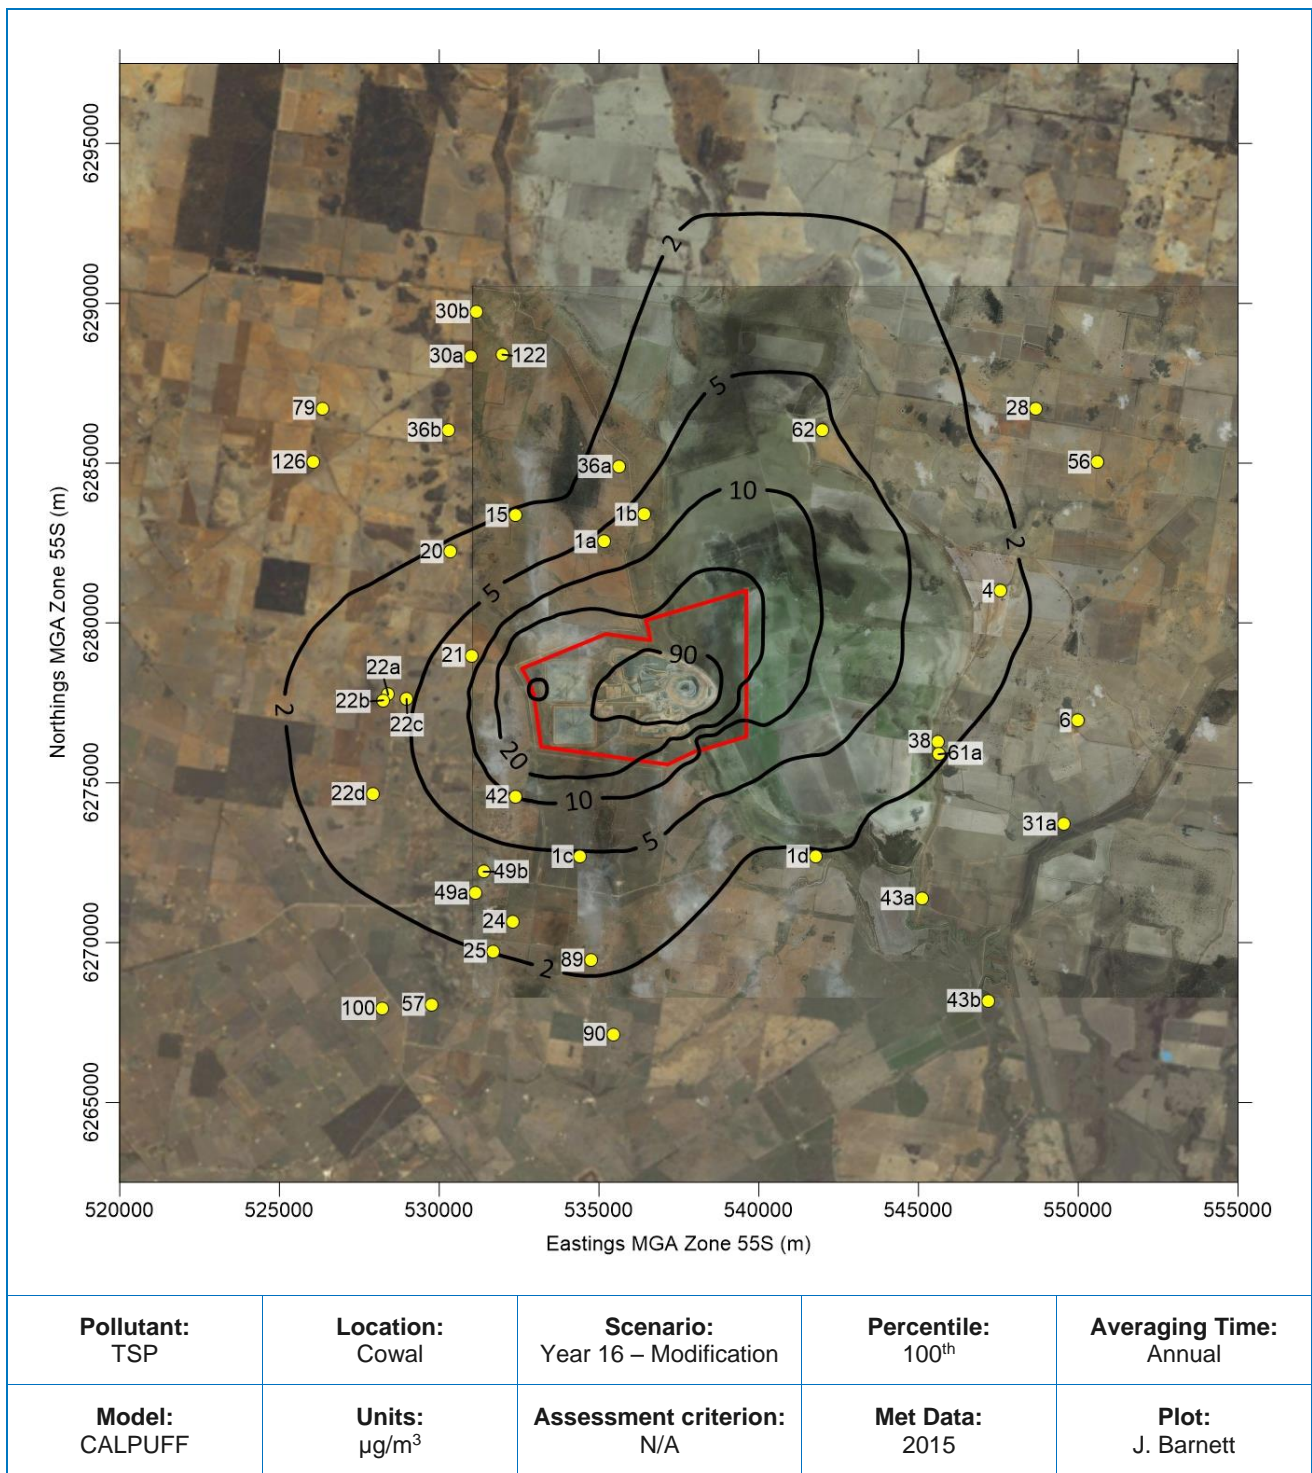 6295000
6290000
6285000
6280000
6275000
6270000
6265000
Northings MGA Zone 55S (m)
2
30b
30a
122
5
79
28
36b
62
126
56
36a
10
15
1b
1a
2
20
5
4
21
90
22a
22b
22c
2
6
38
61a
20
22d
42
10
31a
5
1c
1d
49b
49a
43a
24
25
2
89
43b
100
57
90
520000 525000 530000 535000 540000 545000 550000 555000
Eastings MGA Zone 55S (m)
Pollutant:
TSP
Location:
Cowal
Scenario:
Year 16 – Modification
Percentile:
100th
Averaging Time:
Annual
Model:
CALPUFF
Units:
µg/m³
Assessment criterion:
N/A
Met Data:
2015
Plot:
J. Barnett